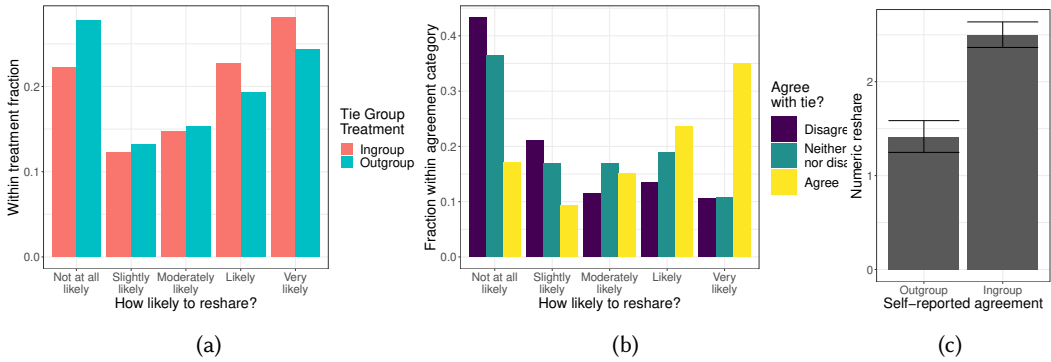 Within treatment fraction
0.2
0.1
0.0
Not at all
likely
Slightly
likely
Moderately
likely
Likely
Very
likely
How likely to reshare?
Tie Group
Treatment
Ingroup
Outgroup
(a)
Fraction within agreement category
0.4
0.3
0.2
0.1
0.0
Not at all
likely
Slightly
likely
Moderately
likely
Likely
Very
likely
How likely to reshare?
Agree
with tie?
Disagre
Neither
nor disa
Agree
(b)
Numeric reshare
2
1
0
Outgroup
Ingroup
Self−reported agreement
(c)